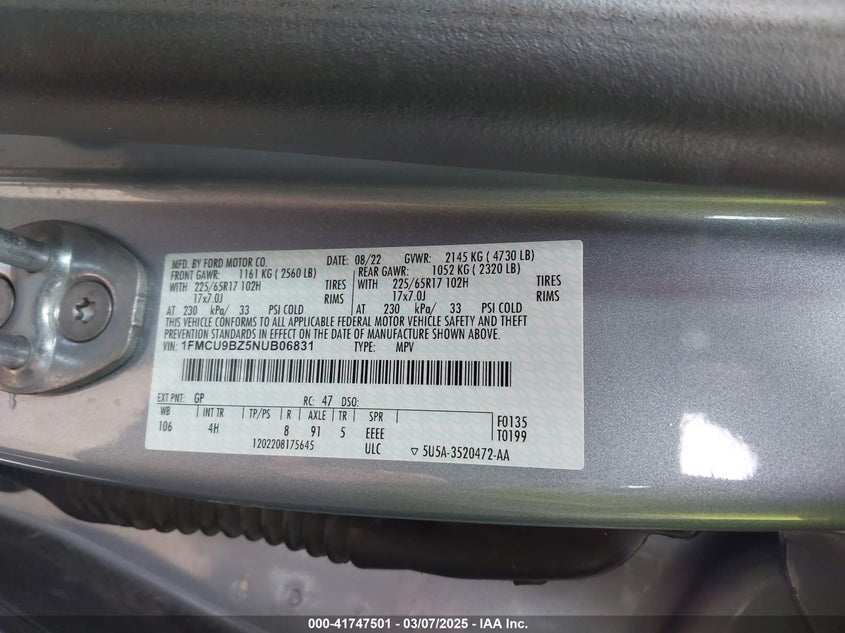 MFD. BY FORD MOTOR CO. DATE: 08/22 GVWR: 2145 KG ( 4730 LB)
FRONT GAWR: 1161 KG ( 2560 LB) REAR GAWR: 1052 KG ( 2320 LB)
WITH 225/65R17 102H TIRES WITH 225/65R17 102H TIRES
17x7.0J RIMS 17x7.0J RIMS
AT 230 kPa/ 33 PSI COLD AT 230 kPa/ 33 PSI COLD
THIS VEHICLE CONFORMS TO ALL APPLICABLE FEDERAL MOTOR VEHICLE SAFETY AND THEFT
PREVENTION STANDARDS IN EFFECT ON THE DATE OF MANUFACTURE SHOWN ABOVE.
VIN: 1FMCU9BZ5NUB06831 TYPE: MPV
EXT PNT: GP RC: 47 DSO:
WB INT TR TP/PS R AXLE TR SPR F0135
106 4H 8 91 5 EEEE T0199
1202208175645 ULC ▽ 5U5A-3520472-AA
000-41747501 — 03/07/2025 — IAA Inc.